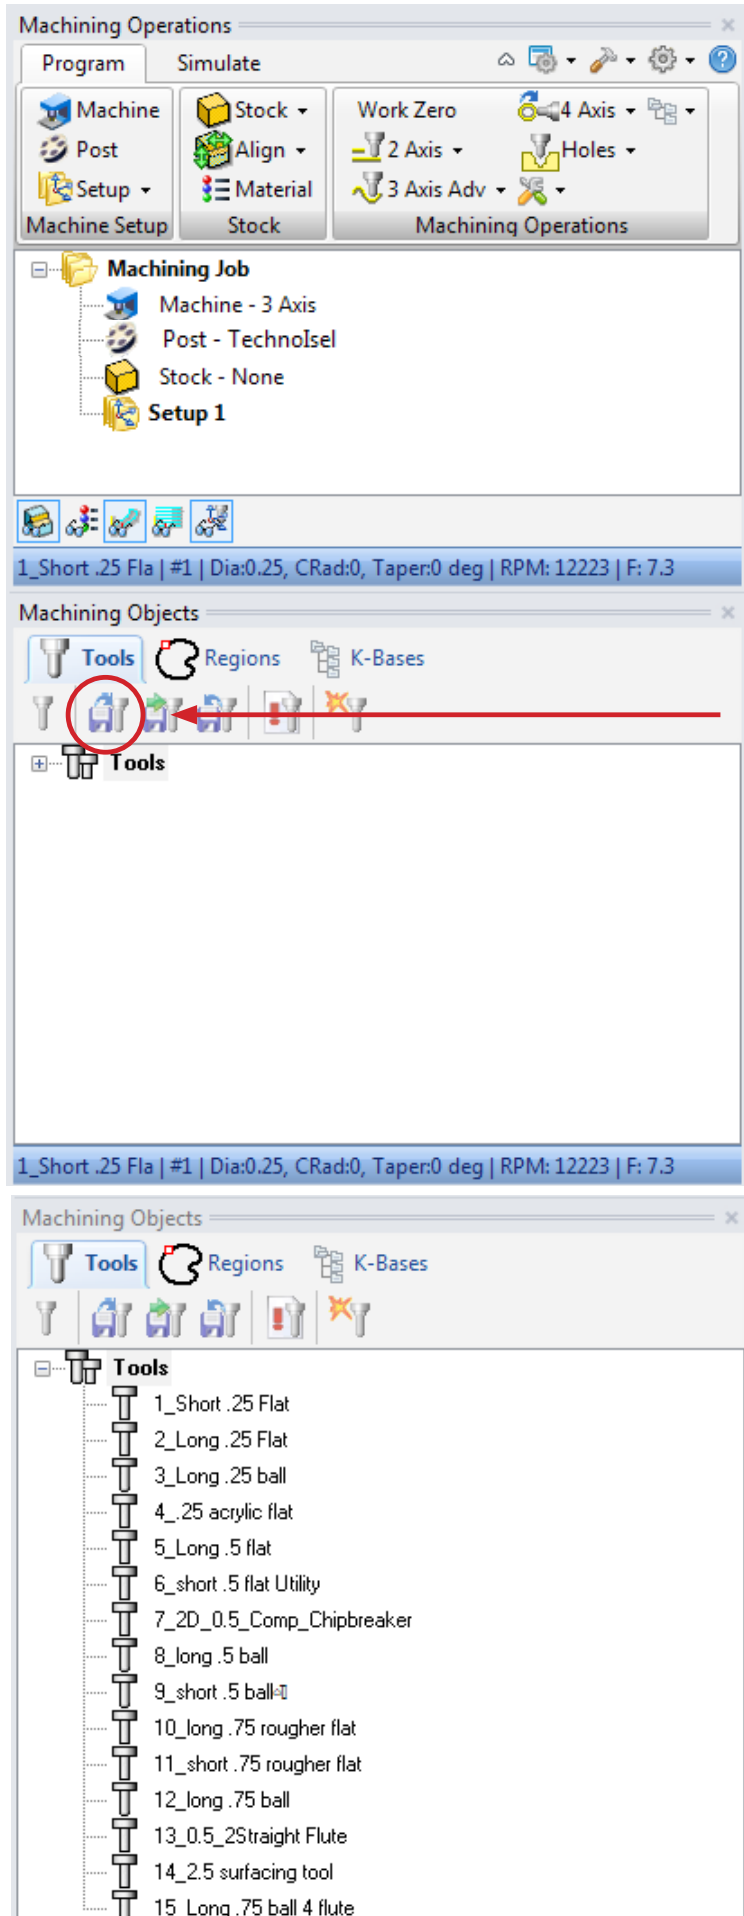 Machining Operations
Program Simulate
Machine Stock Work Zero 4 Axis
Post Align 2 Axis Holes
Setup Material 3 Axis Adv
Machine Setup Stock Machining Operations
Machining Job
Machine - 3 Axis
Post - TechnoIsel
Stock - None
Setup 1
1_Short .25 Fla | #1 | Dia:0.25, CRad:0, Taper:0 deg | RPM: 12223 | F: 7.3
Machining Objects
Tools Regions K-Bases
Tools
1_Short .25 Fla | #1 | Dia:0.25, CRad:0, Taper:0 deg | RPM: 12223 | F: 7.3
Machining Objects
Tools Regions K-Bases
Tools
1_Short .25 Flat
2_Long .25 Flat
3_Long .25 ball
4_.25 acrylic flat
5_Long .5 flat
6_short .5 flat Utility
7_2D_0.5_Comp_Chipbreaker
8_long .5 ball
9_short .5 ball
10_long .75 rougher flat
11_short .75 rougher flat
12_long .75 ball
13_0.5_2Straight Flute
14_2.5 surfacing tool
15_Long .75 ball 4 flute